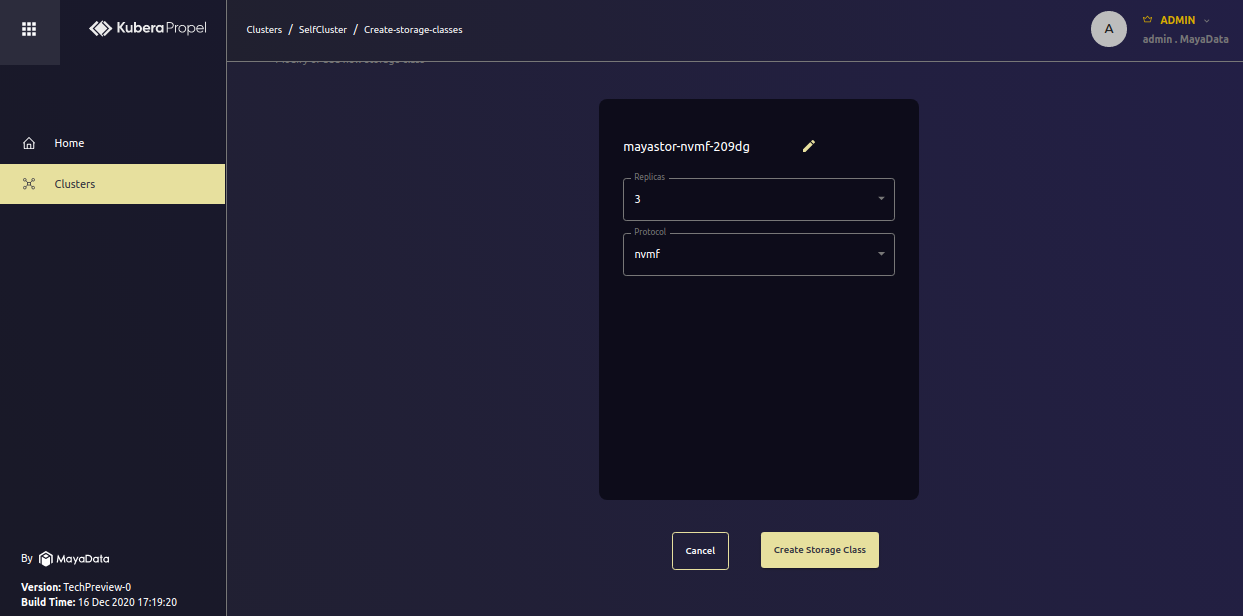 Kubera Propel
Clusters / SelfCluster / Create-storage-classes
A
ADMIN
admin . MayaData
Home
Clusters
mayastor-nvmf-209dg
Replicas
3
Protocol
nvmf
Cancel
Create Storage Class
By MayaData
Version: TechPreview-0
Build Time: 16 Dec 2020 17:19:20